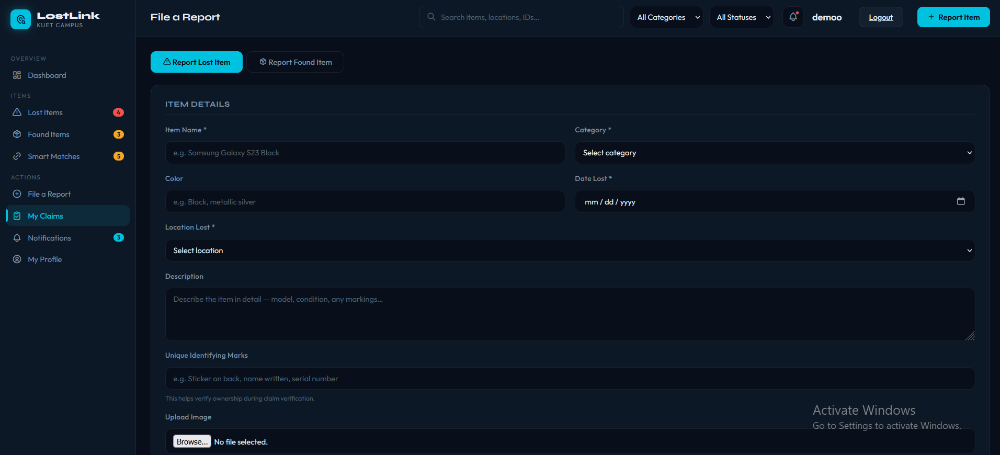 LostLink
KUET CAMPUS
OVERVIEW
Dashboard
ITEMS
Lost Items 4
Found Items 3
Smart Matches 5
ACTIONS
File a Report
My Claims
Notifications 3
My Profile
File a Report
Search items, locations, IDs...
All Categories
All Statuses
demoo
Logout
+ Report Item
Report Lost Item
Report Found Item
ITEM DETAILS
Item Name *
e.g. Samsung Galaxy S23 Black
Category *
Select category
Color
e.g. Black, metallic silver
Date Lost *
mm / dd / yyyy
Location Lost *
Select location
Description
Describe the item in detail — model, condition, any markings...
Unique Identifying Marks
e.g. Sticker on back, name written, serial number
This helps verify ownership during claim verification.
Upload Image
Browse... No file selected.
Activate Windows
Go to Settings to activate Windows.